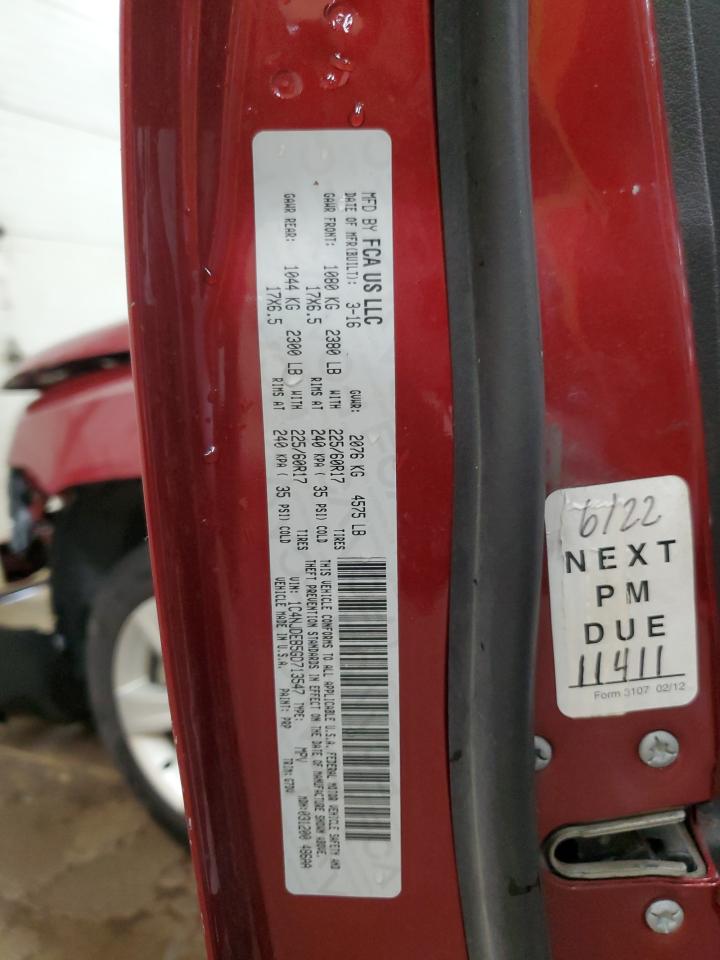 MFD BY FCA US LLC
DATE OF MFR(BUILT): 3-16 GVWR: 2076 KG 4575 LB
GAWR FRONT: 1080 KG 2380 LB WITH 225/60R17 TIRES
17X6.5 RIMS AT 240 KPA ( 35 PSI) COLD
GAWR REAR: 1044 KG 2300 LB WITH 225/60R17 TIRES
17X6.5 RIMS AT 240 KPA ( 35 PSI) COLD
THIS VEHICLE CONFORMS TO ALL APPLICABLE U.S.A. FEDERAL MOTOR VEHICLE SAFETY AND
THEFT PREVENTION STANDARDS IN EFFECT ON THE DATE OF MANUFACTURE SHOWN ABOVE.
VIN: 1C4NJDEB5GD713547 TYPE: MPV MDH:031200 496AA
VEHICLE MADE IN U.S.A. PAINT: PRP TRIM:
6/22
NEXT
PM
DUE
11411
Form 3107 02/12